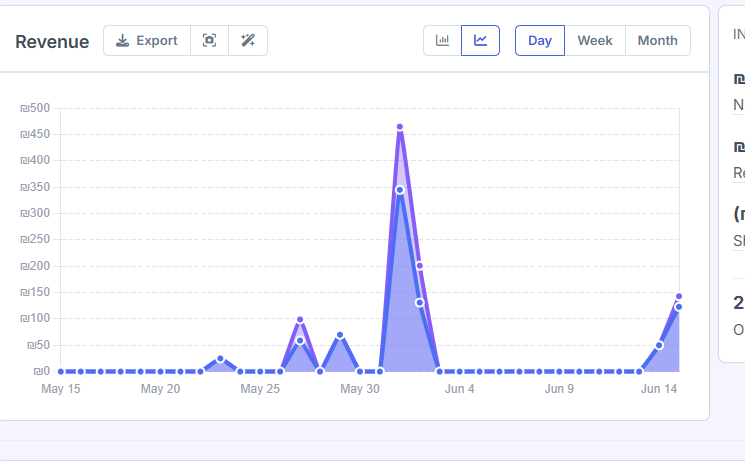 Revenue
Export
Day
Week
Month
₪500
₪450
₪400
₪350
₪300
₪250
₪200
₪150
₪100
₪50
₪0
May 15
May 20
May 25
May 30
Jun 4
Jun 9
Jun 14
₪
₪
2